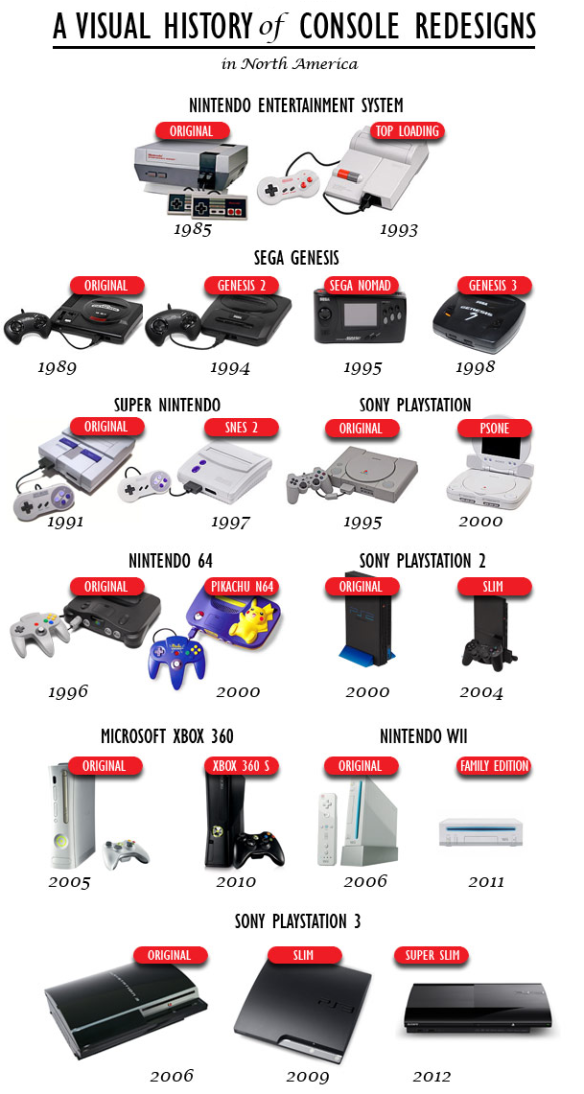 A VISUAL HISTORY of CONSOLE REDESIGNS
in North America
NINTENDO ENTERTAINMENT SYSTEM
ORIGINAL
TOP LOADING
1985
1993
SEGA GENESIS
ORIGINAL
GENESIS 2
SEGA NOMAD
GENESIS 3
1989
1994
1995
1998
SUPER NINTENDO
SONY PLAYSTATION
ORIGINAL
SNES 2
ORIGINAL
PSONE
1991
1997
1995
2000
NINTENDO 64
SONY PLAYSTATION 2
ORIGINAL
PIKACHU N64
ORIGINAL
SLIM
1996
2000
2000
2004
MICROSOFT XBOX 360
NINTENDO WII
ORIGINAL
XBOX 360 S
ORIGINAL
FAMILY EDITION
2005
2010
2006
2011
SONY PLAYSTATION 3
ORIGINAL
SLIM
SUPER SLIM
2006
2009
2012